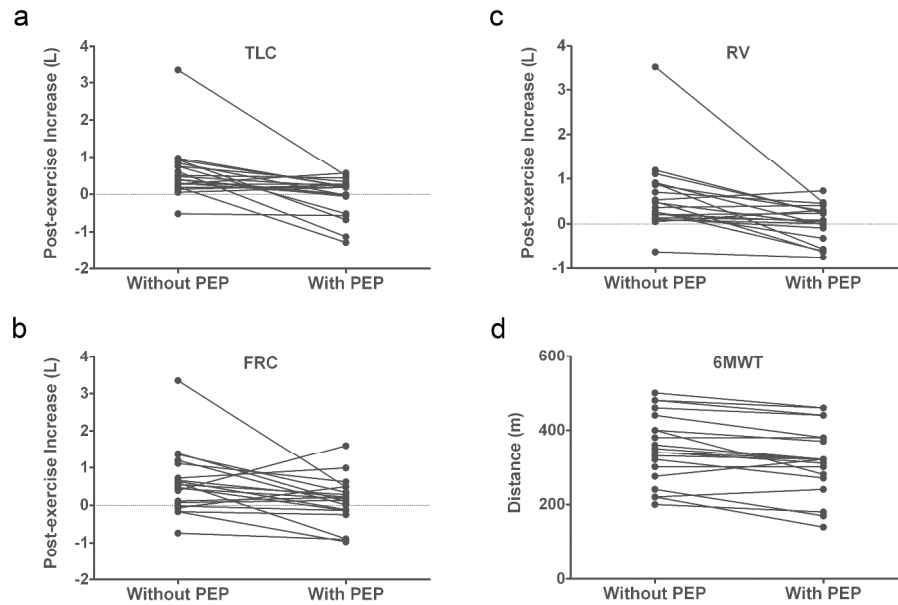 a
TLC
Post-exercise Increase (L)
4
3
2
1
0
-1
-2
Without PEP
With PEP
b
FRC
Post-exercise Increase (L)
4
3
2
1
0
-1
-2
Without PEP
With PEP
c
RV
Post-exercise Increase (L)
4
3
2
1
0
-1
Without PEP
With PEP
d
6MWT
Distance (m)
600
400
200
0
Without PEP
With PEP